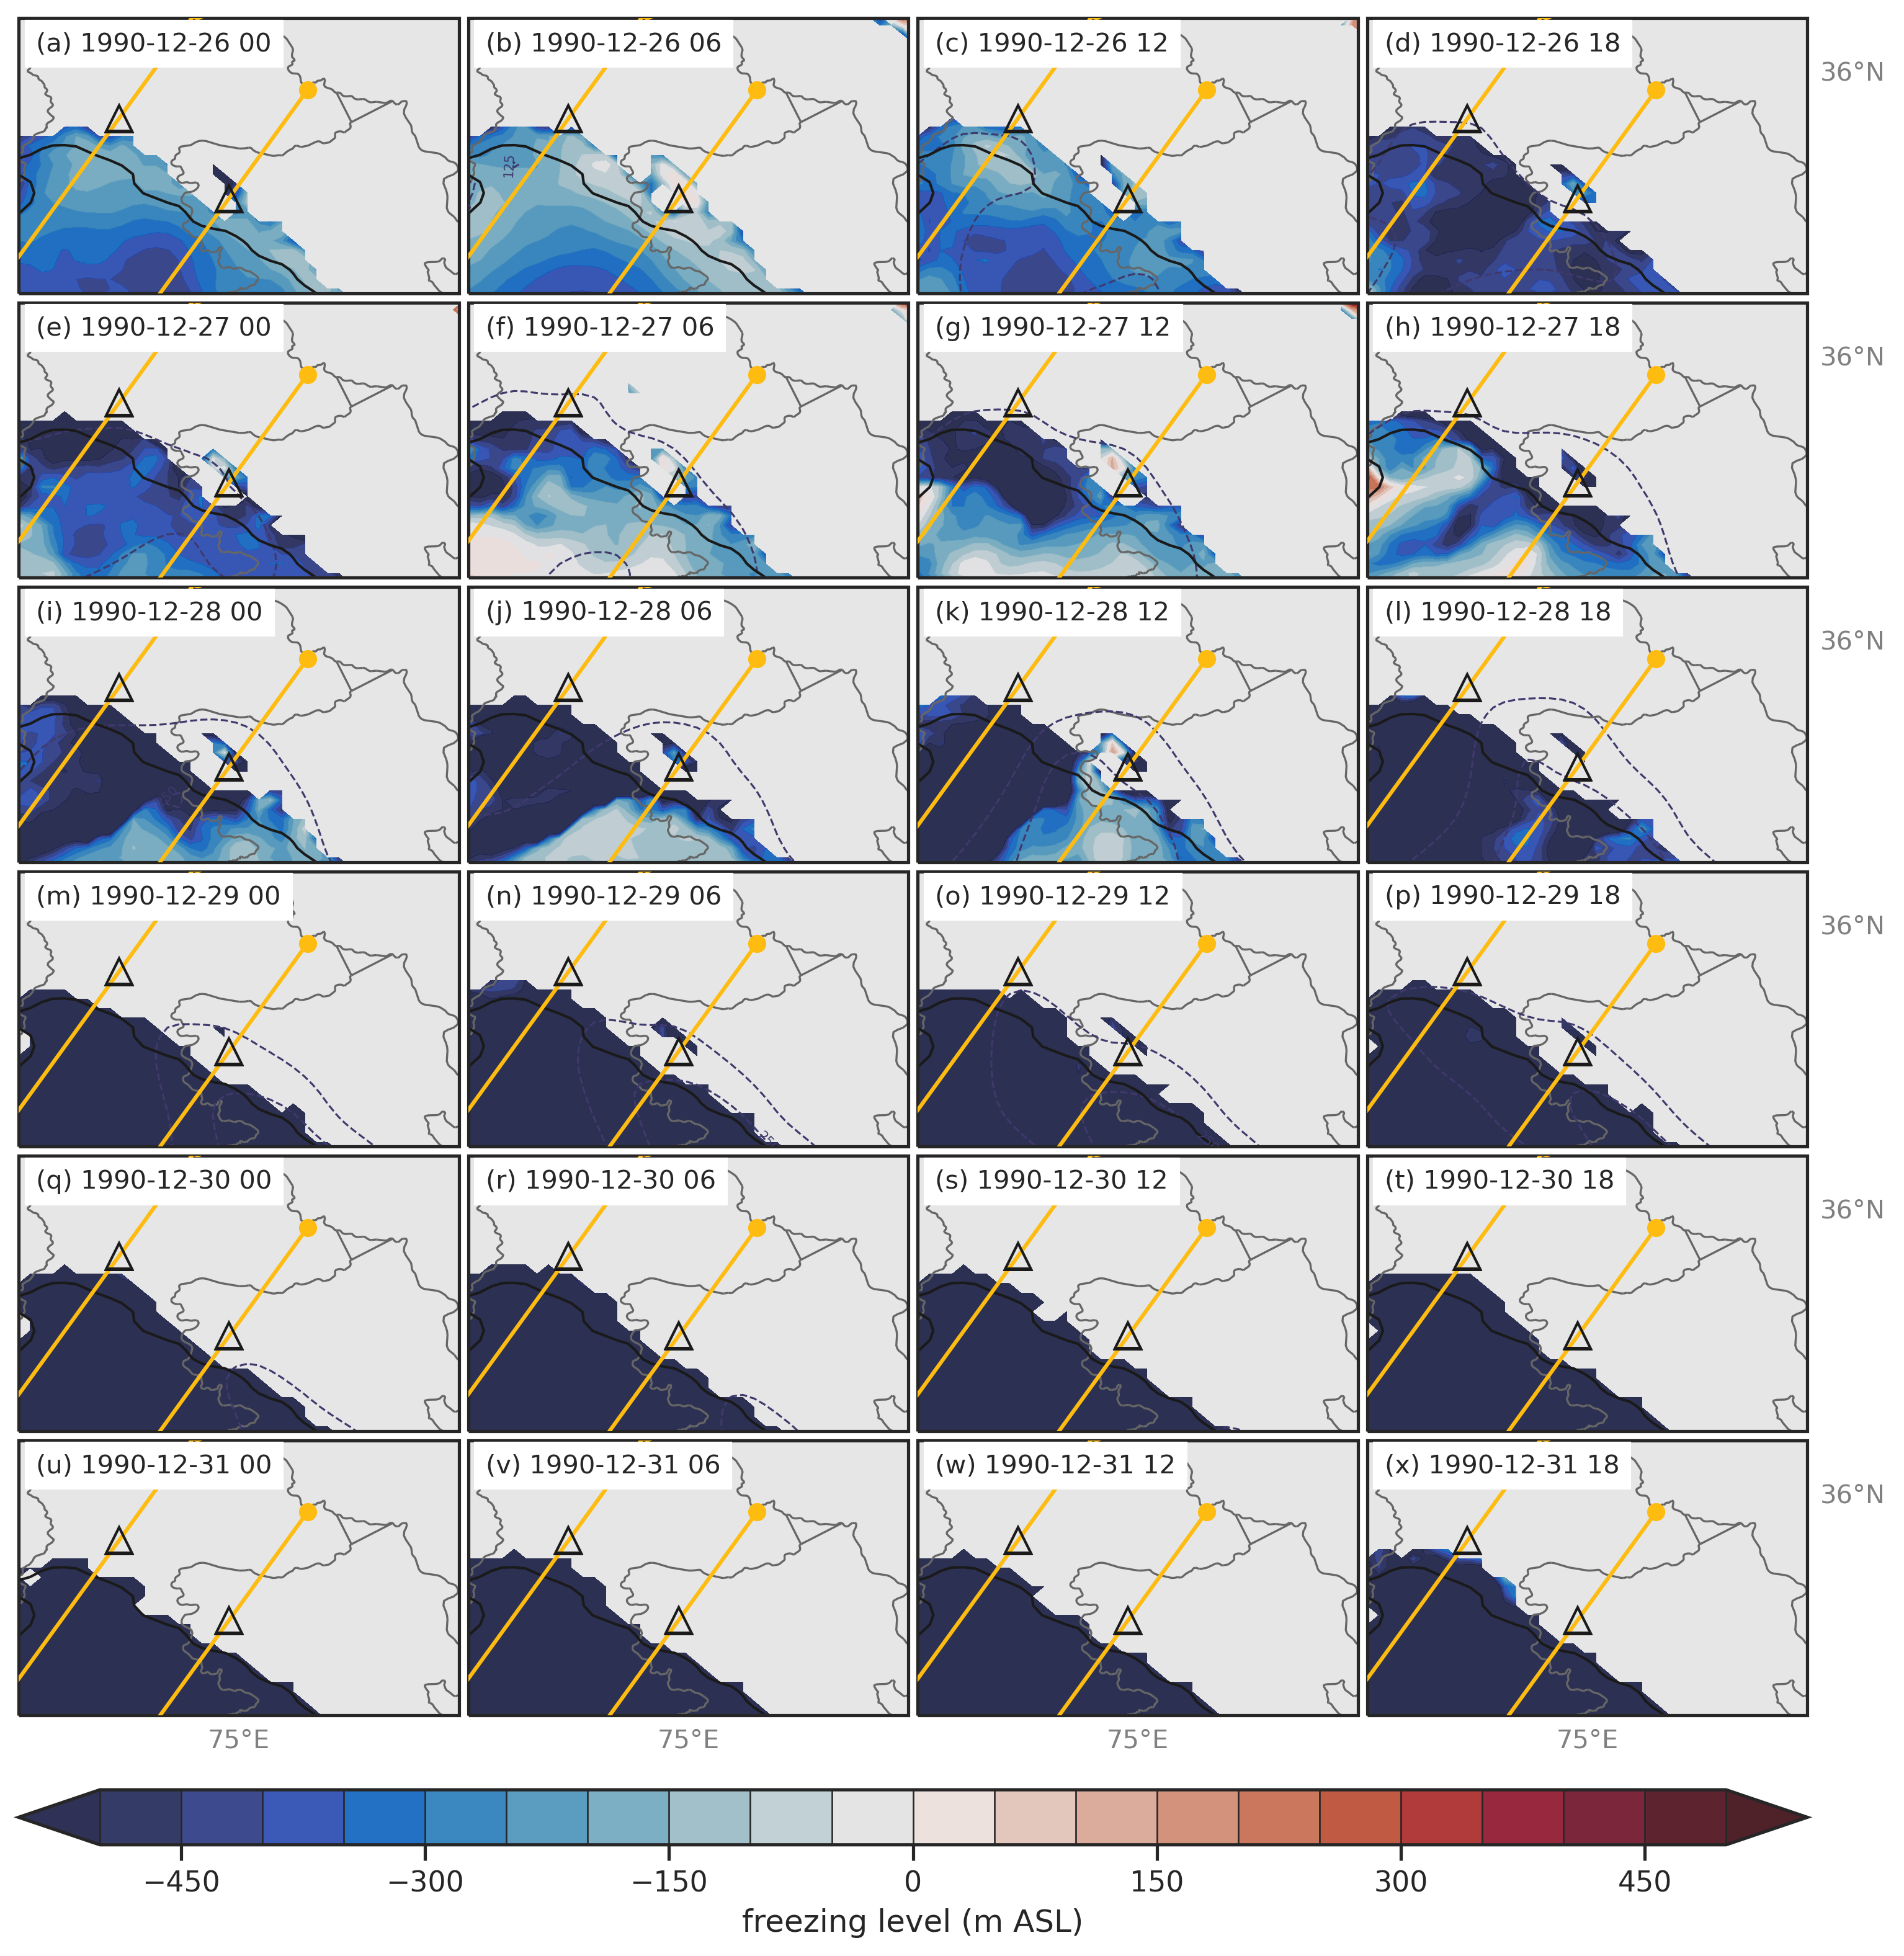 (a) 1990-12-26 00
(b) 1990-12-26 06
(c) 1990-12-26 12
(d) 1990-12-26 18
36°N
125
(e) 1990-12-27 00
(f) 1990-12-27 06
(g) 1990-12-27 12
(h) 1990-12-27 18
36°N
(i) 1990-12-28 00
(j) 1990-12-28 06
(k) 1990-12-28 12
(l) 1990-12-28 18
36°N
(m) 1990-12-29 00
(n) 1990-12-29 06
(o) 1990-12-29 12
(p) 1990-12-29 18
36°N
(q) 1990-12-30 00
(r) 1990-12-30 06
(s) 1990-12-30 12
(t) 1990-12-30 18
36°N
(u) 1990-12-31 00
(v) 1990-12-31 06
(w) 1990-12-31 12
(x) 1990-12-31 18
36°N
75°E
75°E
75°E
75°E
−450
−300
−150
0
150
300
450
freezing level (m ASL)